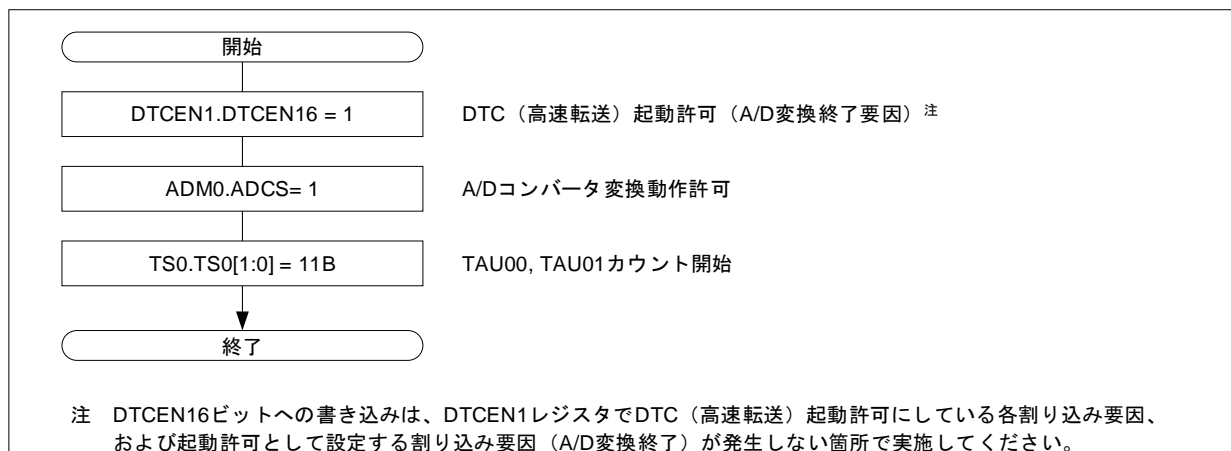 開始
DTCEN1.DTCEN16 = 1
DTC（高速転送）起動許可（A/D変換終了要因）注
ADM0.ADCS= 1
A/Dコンバータ変換動作許可
TS0.TS0[1:0] = 11B
TAU00, TAU01カウント開始
終了
注 DTCEN16ビットへの書き込みは、DTCEN1レジスタでDTC（高速転送）起動許可にしている各割り込み要因、
および起動許可として設定する割り込み要因（A/D変換終了）が発生しない箇所で実施してください。